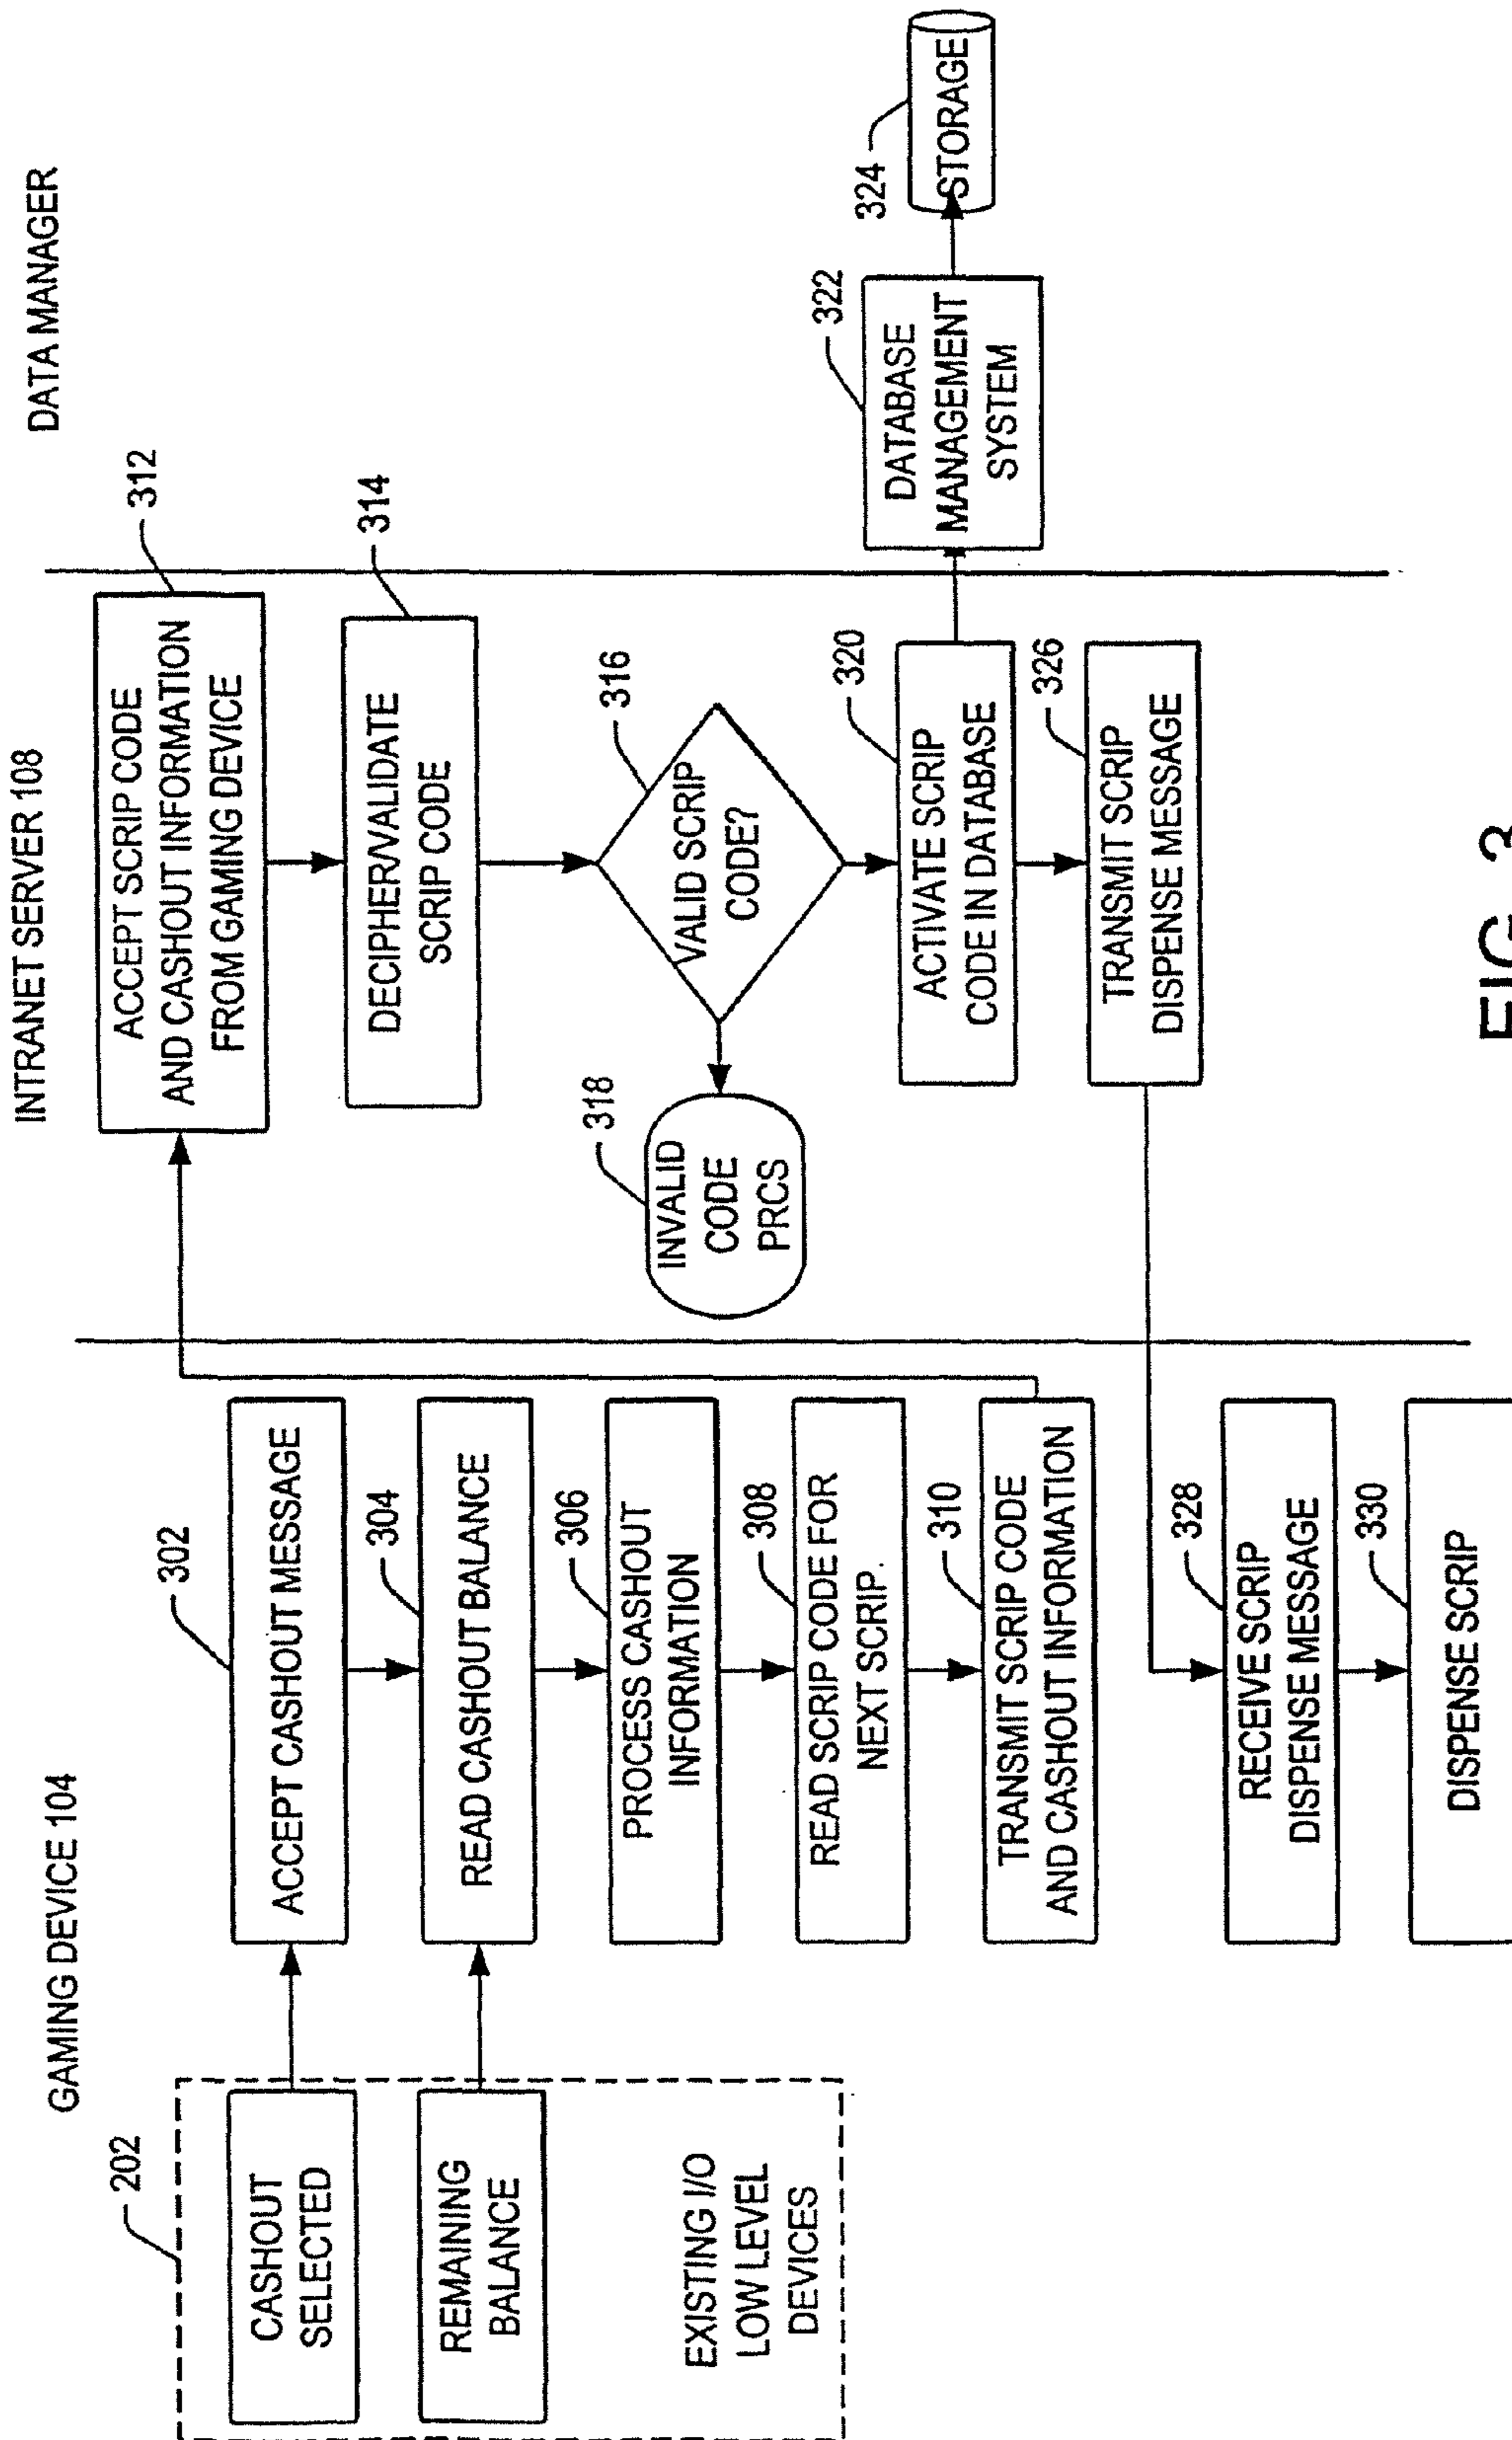 GAMING DEVICE 104
202
CASHOUT
SELECTED
REMAINING
BALANCE
EXISTING I/O
LOW LEVEL
DEVICES
302
ACCEPT CASHOUT MESSAGE
304
READ CASHOUT BALANCE
306
PROCESS CASHOUT
INFORMATION
308
READ SCRIP CODE FOR
NEXT SCRIP.
310
TRANSMIT SCRIP CODE
AND CASHOUT INFORMATION
328
RECEIVE SCRIP
DISPENSE MESSAGE
330
DISPENSE SCRIP
INTRANET SERVER 108
312
ACCEPT SCRIP CODE
AND CASHOUT INFORMATION
FROM GAMING DEVICE
314
DECIPHER/VALIDATE
SCRIP CODE
316
VALID SCRIP
CODE?
318
INVALID
CODE
PRCS
320
ACTIVATE SCRIP
CODE IN DATABASE
326
TRANSMIT SCRIP
DISPENSE MESSAGE
DATA MANAGER
322
DATABASE
MANAGEMENT
SYSTEM
324
STORAGE
FIG. 3